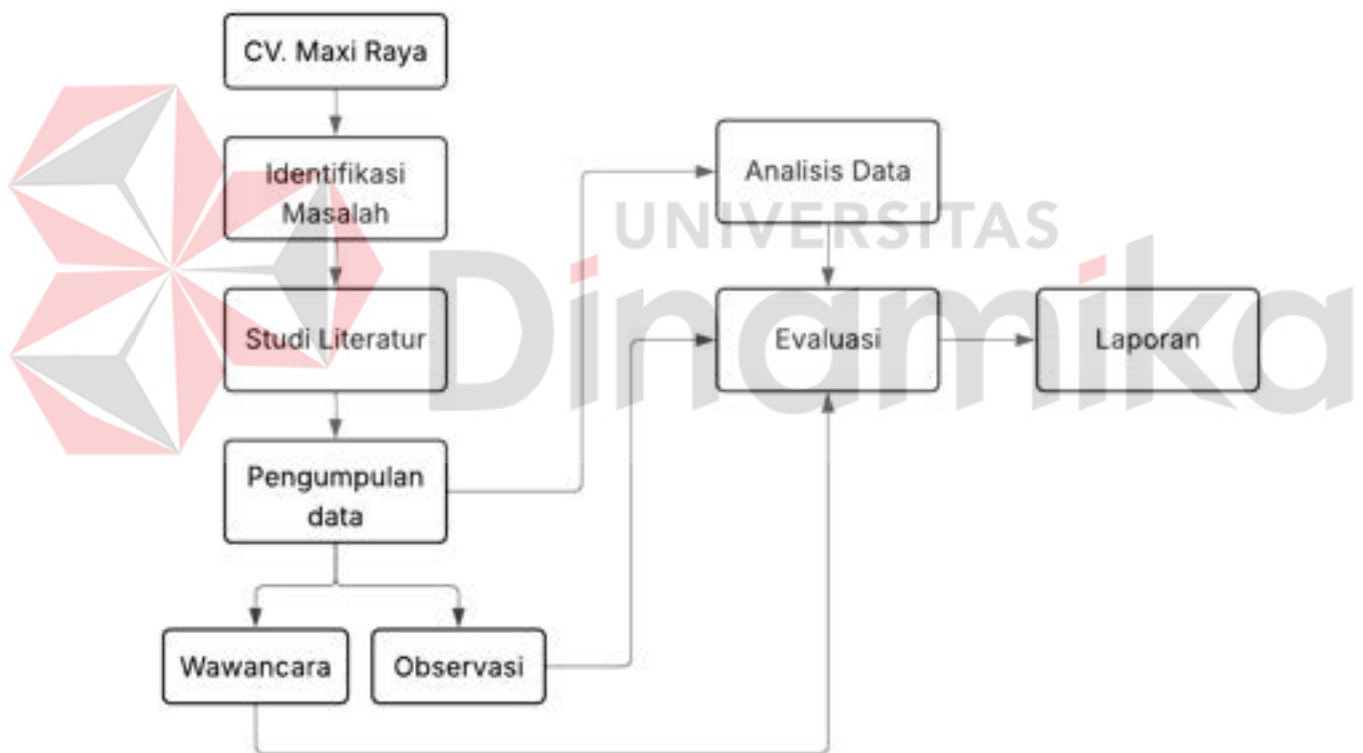 CV. Maxi Raya
Identifikasi
Masalah
Studi Literatur
Pengumpulan
data
Wawancara
Observasi
Analisis Data
Evaluasi
Laporan
UNIVERSITAS
Dinamika